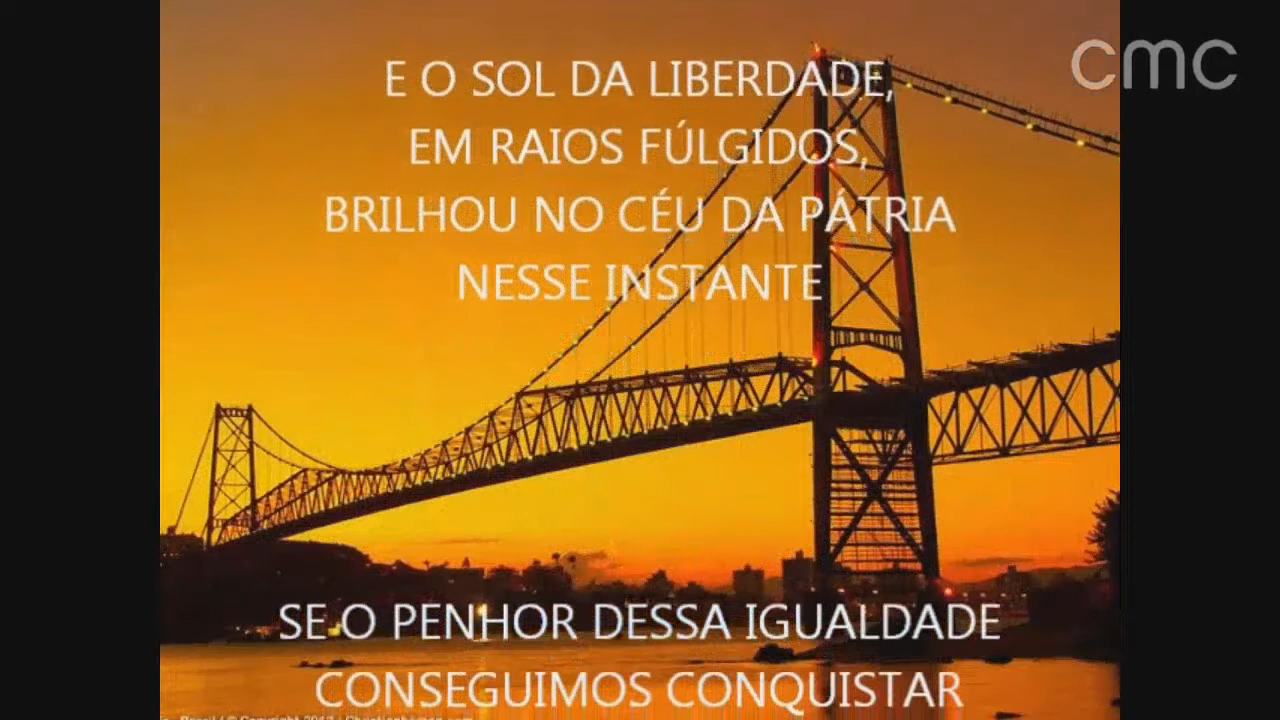 cmc
E O SOL DA LIBERDADE,
EM RAIOS FÚLGIDOS,
BRILHOU NO CÉU DA PÁTRIA
NESSE INSTANTE
SE O PENHOR DESSA IGUALDADE
CONSEGUIMOS CONQUISTAR